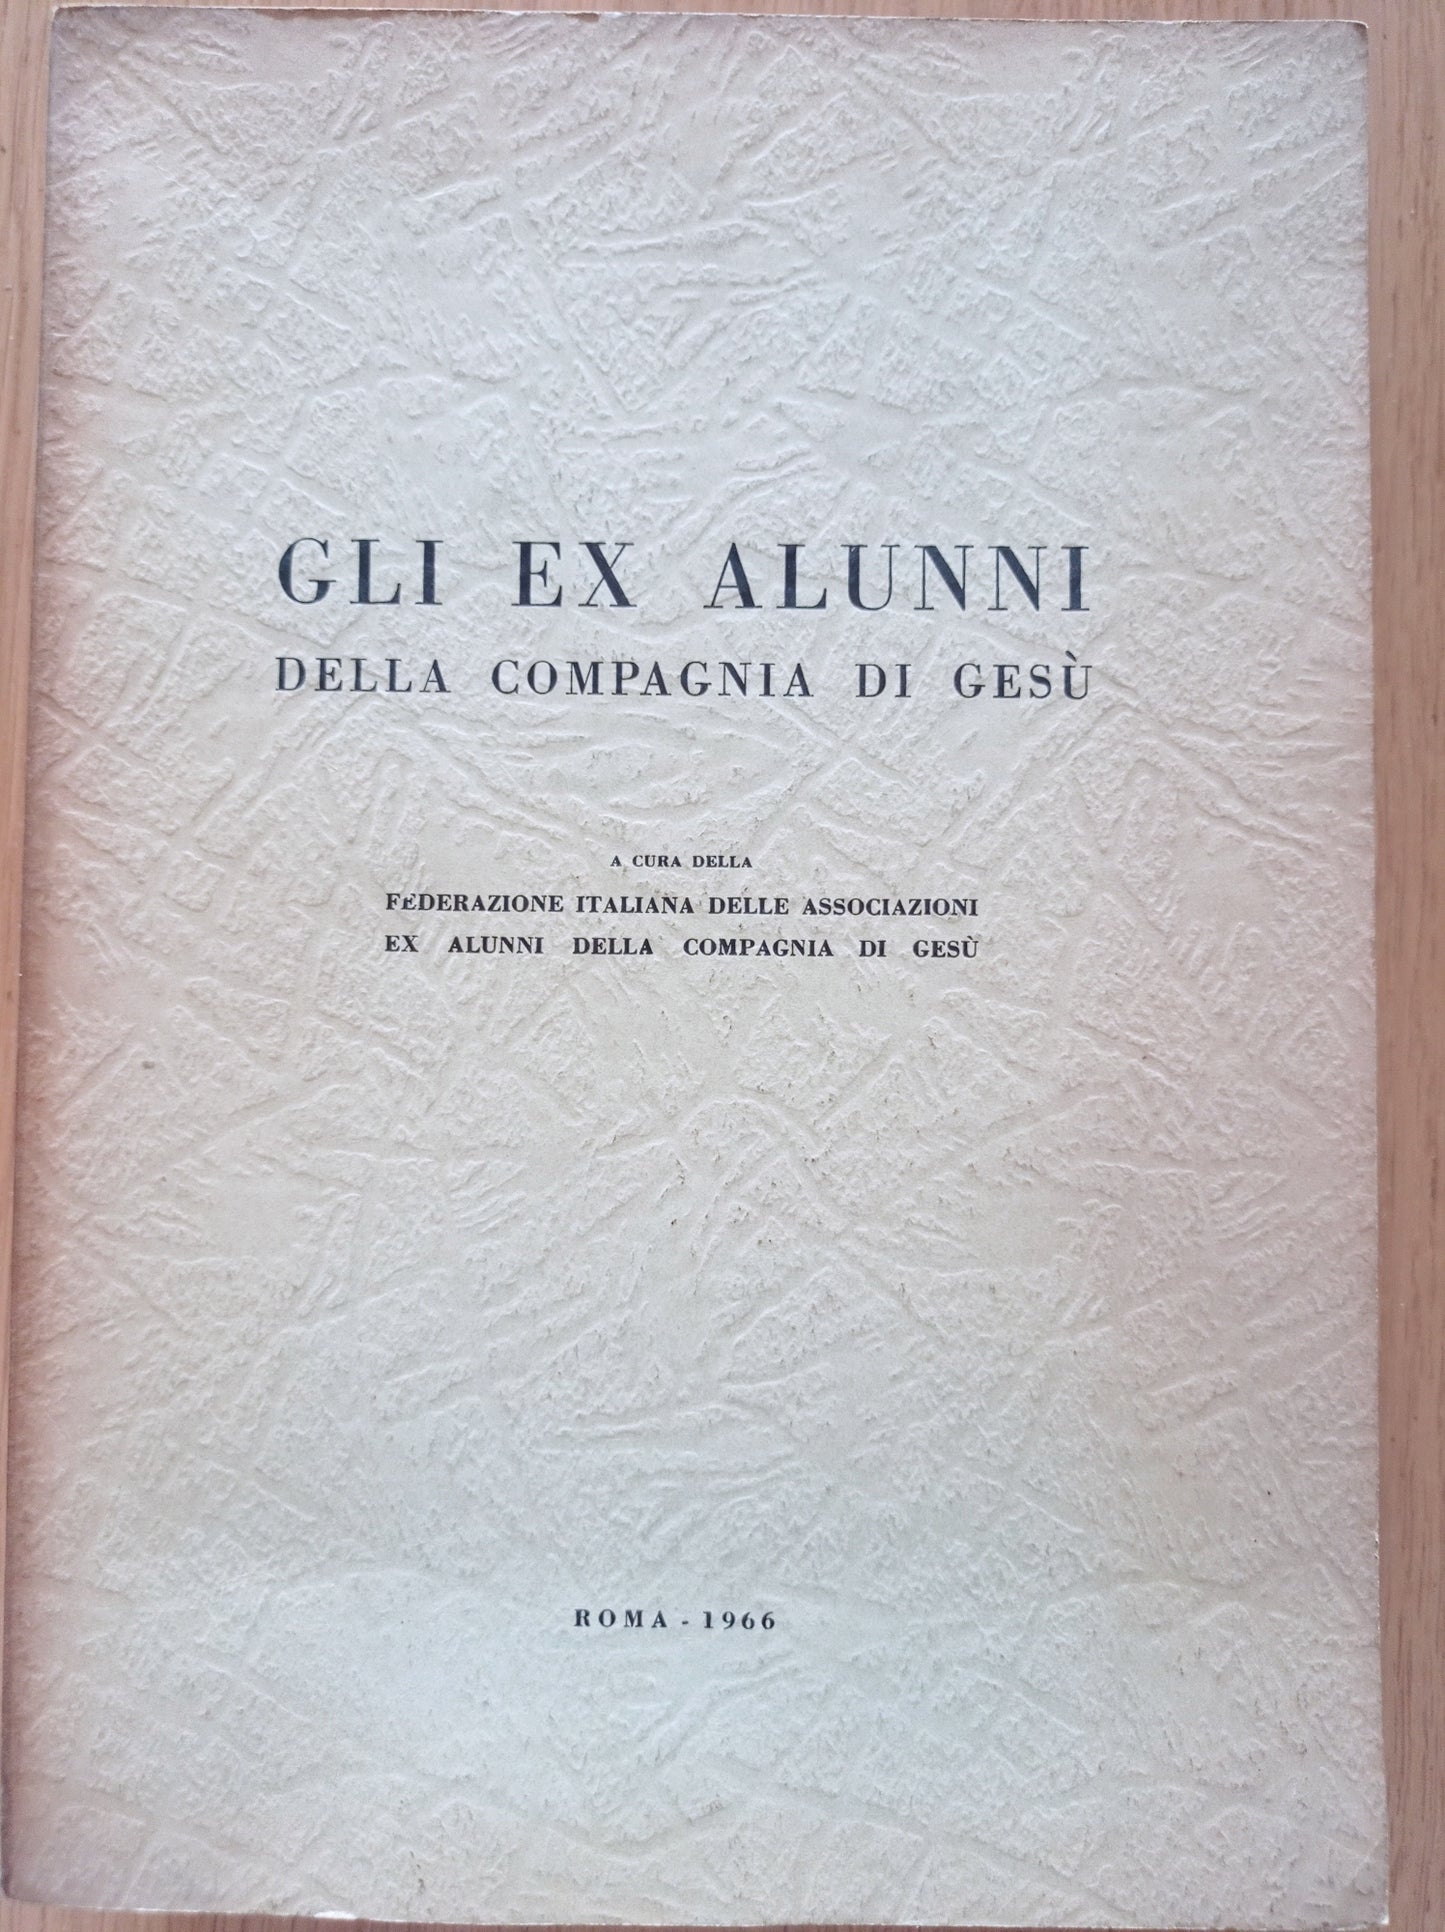 GLI EX ALUNNI
DELLA COMPAGNIA DI GESÙ
A CURA DELLA
FEDERAZIONE ITALIANA DELLE ASSOCIAZIONI
EX ALUNNI DELLA COMPAGNIA DI GESÙ
ROMA - 1966